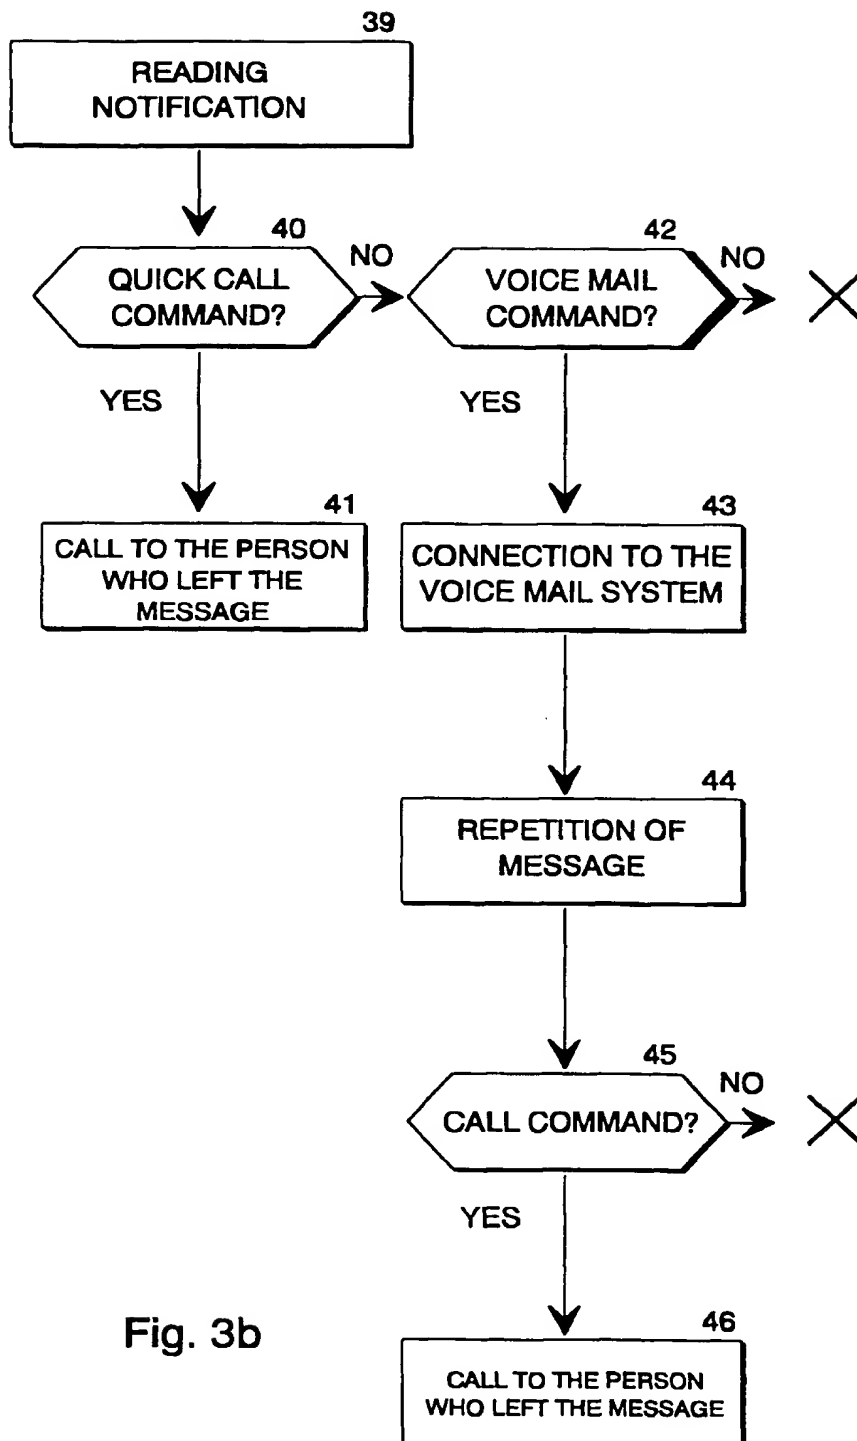 39
READING
NOTIFICATION
40
QUICK CALL
COMMAND?
NO
42
VOICE MAIL
COMMAND?
NO
YES
YES
41
CALL TO THE PERSON
WHO LEFT THE
MESSAGE
43
CONNECTION TO THE
VOICE MAIL SYSTEM
44
REPETITION OF
MESSAGE
45
CALL COMMAND?
NO
YES
Fig. 3b
46
CALL TO THE PERSON
WHO LEFT THE MESSAGE